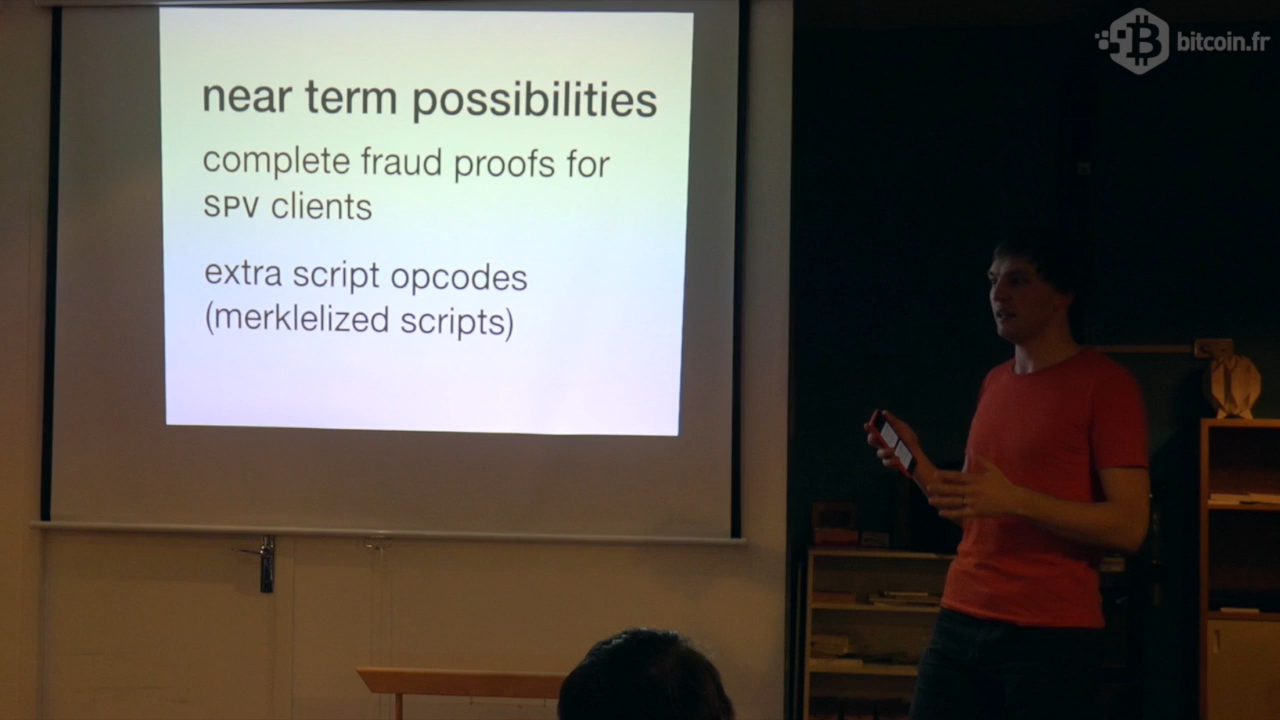 bitcoin.fr
near term possibilities
complete fraud proofs for
SPV clients
extra script opcodes
(merklelized scripts)